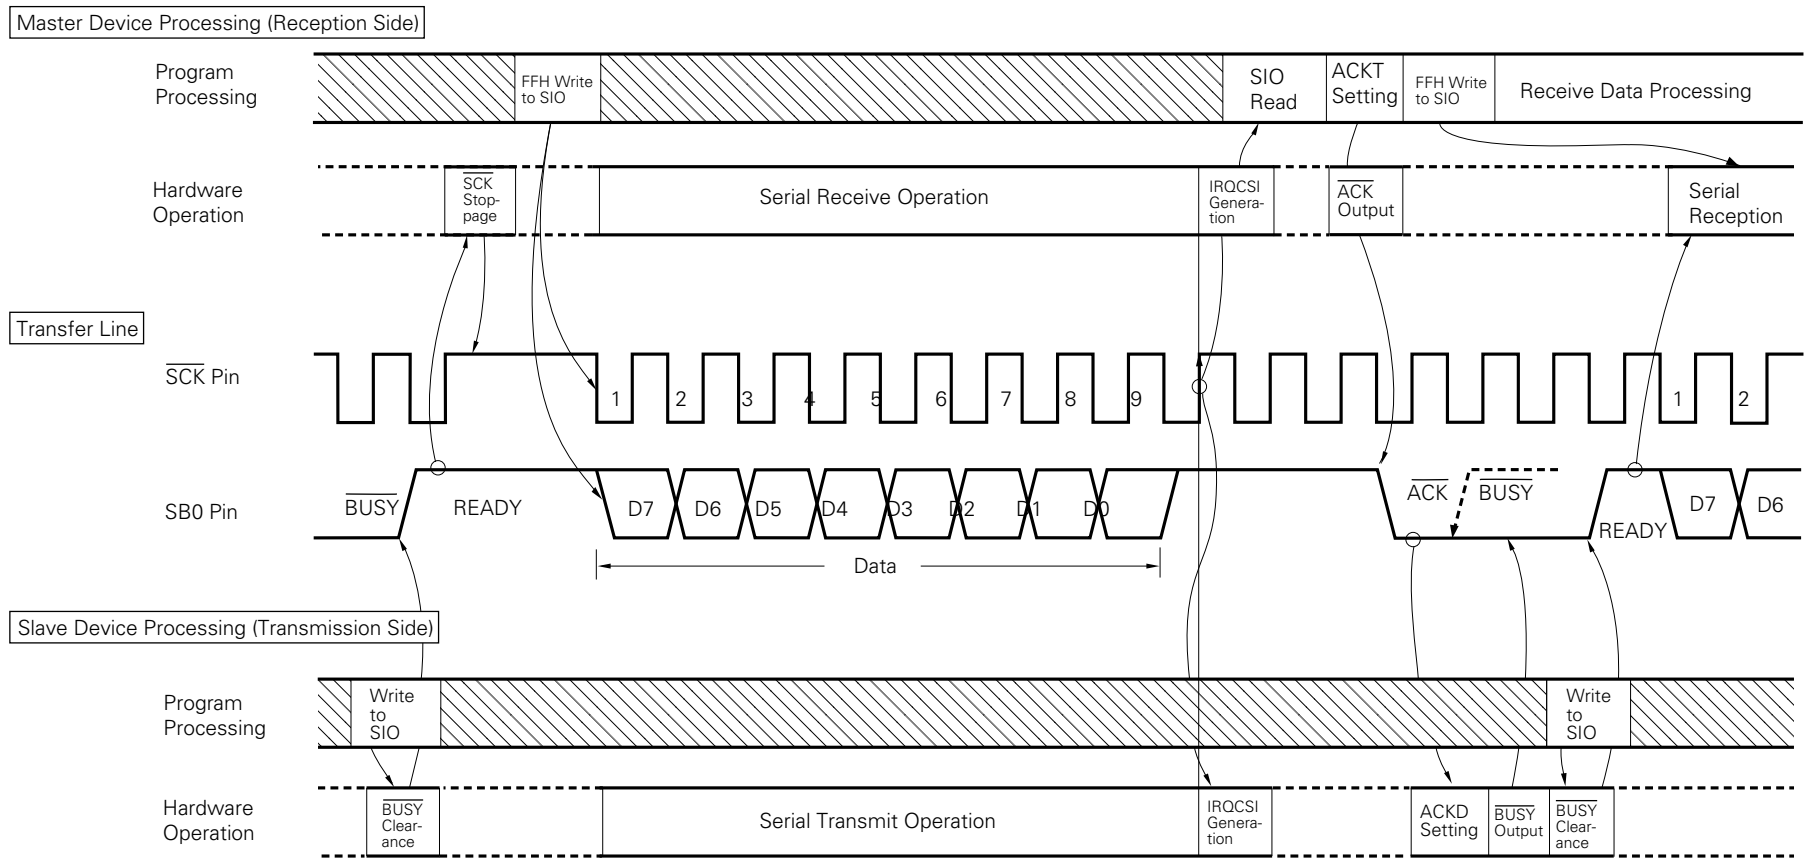 Master Device Processing (Reception Side)
Program
Processing
FFH Write
to SIO
SIO
Read
ACKT
Setting
FFH Write
to SIO
Receive Data Processing
Hardware
Operation
SCK
Stop-
page
Serial Receive Operation
IRQCSI
Genera-
tion
ACK
Output
Serial
Reception
Transfer Line
SCK Pin
1 2 3 4 5 6 7 8 9 1 2
SB0 Pin
BUSY READY D7 D6 D5 D4 D3 D2 D1 D0 ACK BUSY READY D7 D6
Data
Slave Device Processing (Transmission Side)
Program
Processing
Write
to
SIO
Write
to
SIO
Hardware
Operation
BUSY
Clear-
ance
Serial Transmit Operation
IRQCSI
Genera-
tion
ACKD
Setting
BUSY
Output
BUSY
Clear-
ance